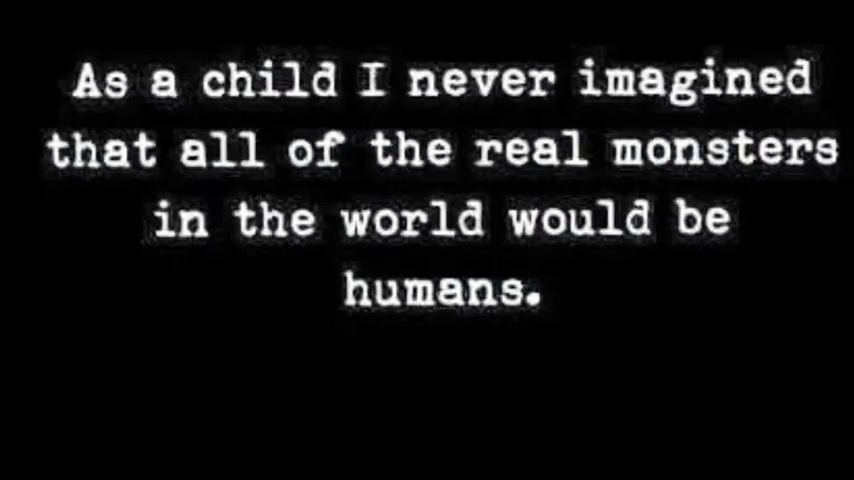 As a child I never imagined
that all of the real monsters
in the world would be
humans.